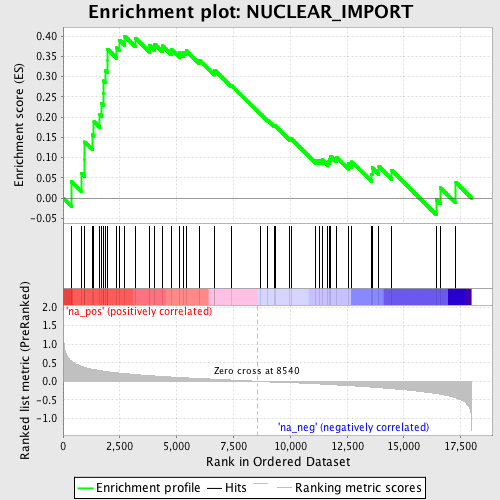 Enrichment plot: NUCLEAR_IMPORT
Enrichment score (ES)
0.40
0.35
0.30
0.25
0.20
0.15
0.10
0.05
0.00
-0.05
'na_pos' (positively correlated)
Ranked list metric (PreRanked)
2.0
1.5
1.0
0.5
0.0
-0.5
-1.0
Zero cross at 8540
'na_neg' (negatively correlated)
0 2,500 5,000 7,500 10,000 12,500 15,000 17,500
Rank in Ordered Dataset
Enrichment profile Hits Ranking metric scores